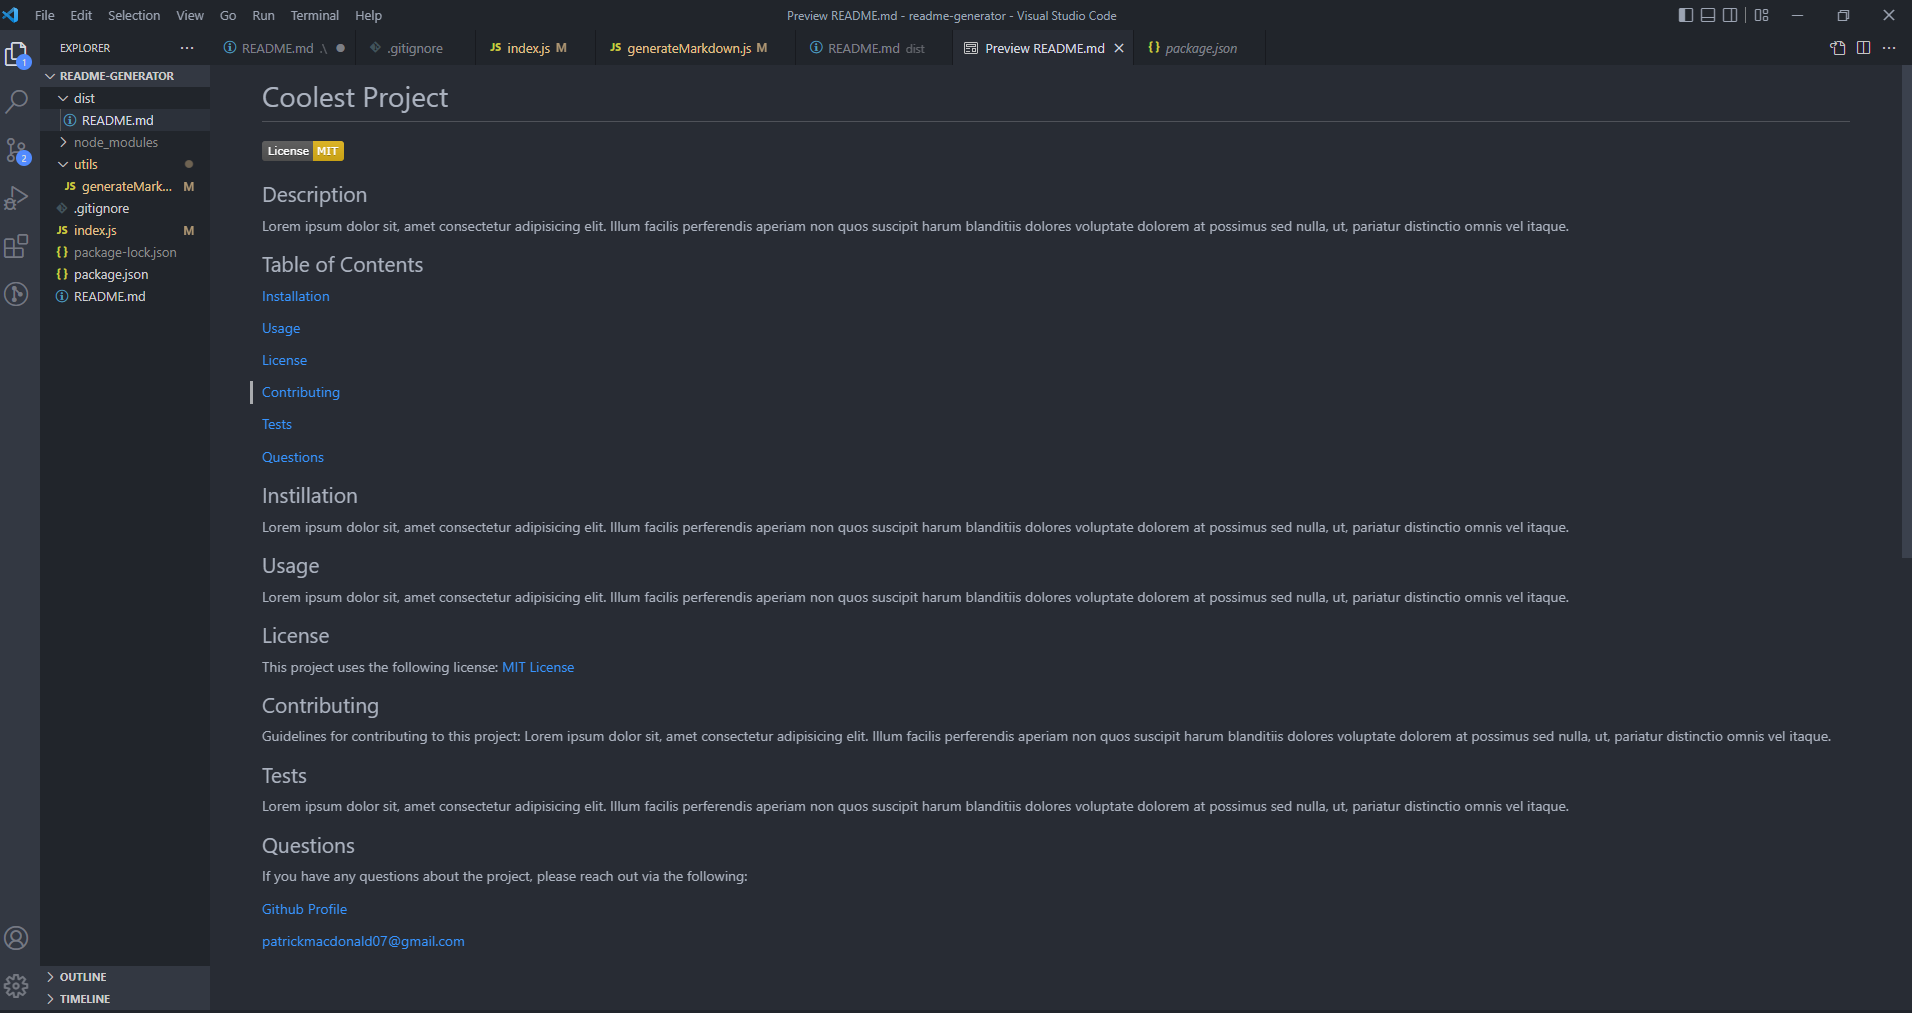 File Edit Selection View Go Run Terminal Help
Preview README.md - readme-generator - Visual Studio Code
EXPLORER
README.md .\
.gitignore
index.js M
generateMarkdown.js M
README.md dist
Preview README.md
package.json
README-GENERATOR
dist
README.md
node_modules
utils
JS generateMark... M
.gitignore
JS index.js M
{} package-lock.json
{} package.json
README.md
1
2
OUTLINE
TIMELINE
Coolest Project
License MIT
Description
Lorem ipsum dolor sit, amet consectetur adipisicing elit. Illum facilis perferendis aperiam non quos suscipit harum blanditiis dolores voluptate dolorem at possimus sed nulla, ut, pariatur distinctio omnis vel itaque.
Table of Contents
Installation
Usage
License
Contributing
Tests
Questions
Instillation
Lorem ipsum dolor sit, amet consectetur adipisicing elit. Illum facilis perferendis aperiam non quos suscipit harum blanditiis dolores voluptate dolorem at possimus sed nulla, ut, pariatur distinctio omnis vel itaque.
Usage
Lorem ipsum dolor sit, amet consectetur adipisicing elit. Illum facilis perferendis aperiam non quos suscipit harum blanditiis dolores voluptate dolorem at possimus sed nulla, ut, pariatur distinctio omnis vel itaque.
License
This project uses the following license: MIT License
Contributing
Guidelines for contributing to this project: Lorem ipsum dolor sit, amet consectetur adipisicing elit. Illum facilis perferendis aperiam non quos suscipit harum blanditiis dolores voluptate dolorem at possimus sed nulla, ut, pariatur distinctio omnis vel itaque.
Tests
Lorem ipsum dolor sit, amet consectetur adipisicing elit. Illum facilis perferendis aperiam non quos suscipit harum blanditiis dolores voluptate dolorem at possimus sed nulla, ut, pariatur distinctio omnis vel itaque.
Questions
If you have any questions about the project, please reach out via the following:
Github Profile
patrickmacdonald07@gmail.com